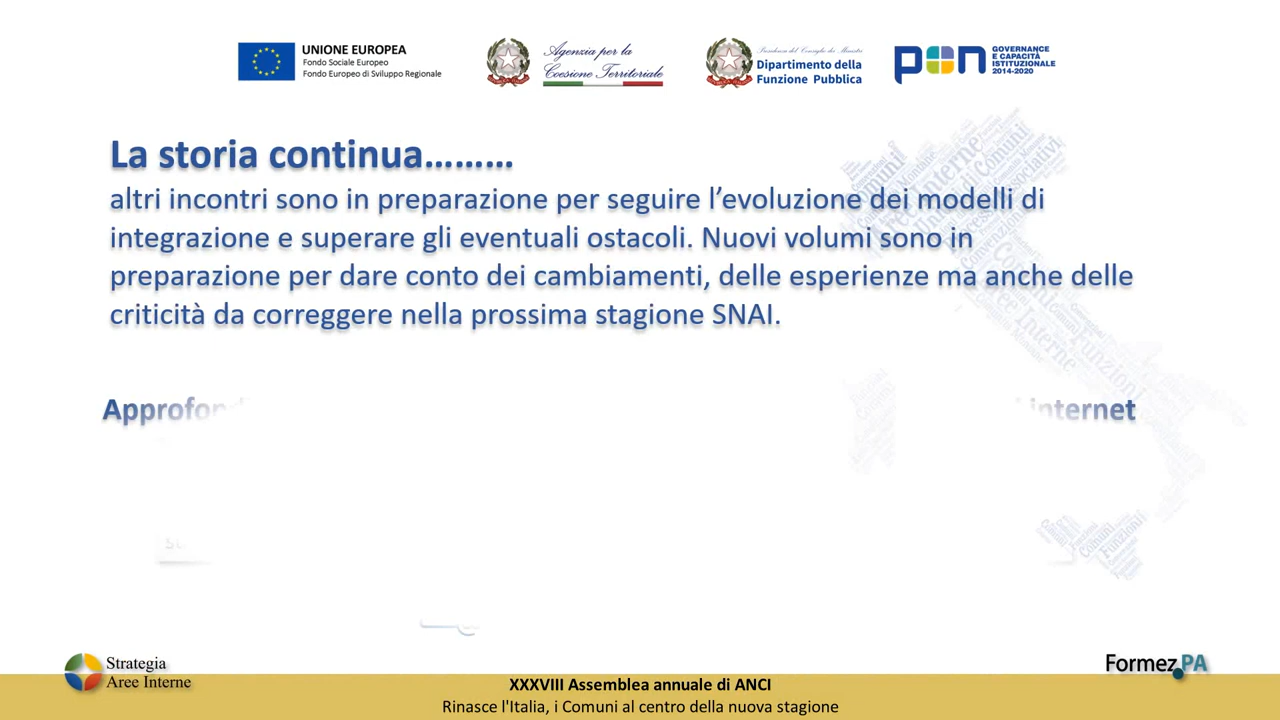 UNIONE EUROPEA
Fondo Sociale Europeo
Fondo Europeo di Sviluppo Regionale
Agenzia per la
Coesione Territoriale
Presidenza del Consiglio dei Ministri
Dipartimento della
Funzione Pubblica
pon
GOVERNANCE
E CAPACITÀ
ISTITUZIONALE
2014-2020
La storia continua………
altri incontri sono in preparazione per seguire l’evoluzione dei modelli di
integrazione e superare gli eventuali ostacoli. Nuovi volumi sono in
preparazione per dare conto dei cambiamenti, delle esperienze ma anche delle
criticità da correggere nella prossima stagione SNAI.
internet
Strategia
Aree Interne
Formez PA
XXXVIII Assemblea annuale di ANCI
Rinasce l'Italia, i Comuni al centro della nuova stagione